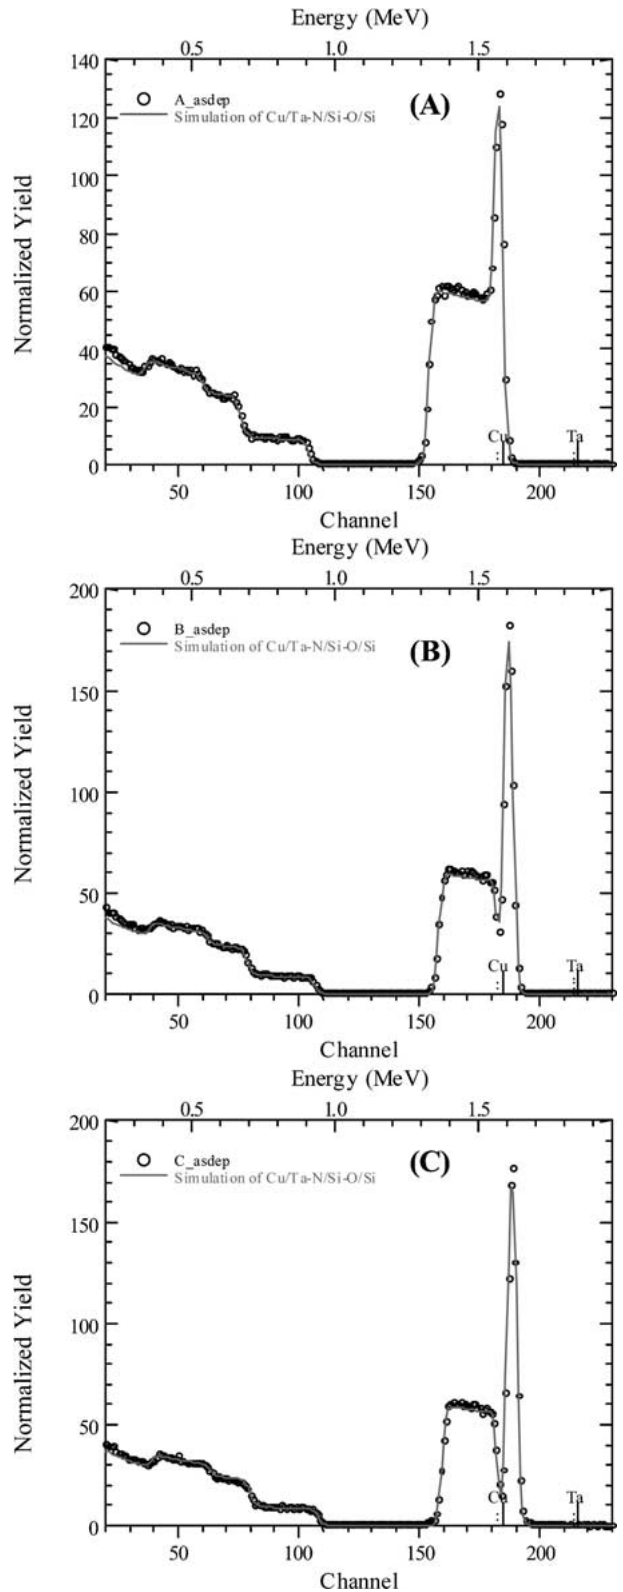 Energy (MeV)
0.5 1.0 1.5
140
120
100
80
60
40
20
0
A_asdep
Simulation of Cu/Ta-N/Si-O/Si
(A)
Normalized Yield
Cu Ta
50 100 150 200
Channel
Energy (MeV)
0.5 1.0 1.5
200
150
100
50
0
B_asdep
Simulation of Cu/Ta-N/Si-O/Si
(B)
Normalized Yield
Cu Ta
50 100 150 200
Channel
Energy (MeV)
0.5 1.0 1.5
200
150
100
50
0
C_asdep
Simulation of Cu/Ta-N/Si-O/Si
(C)
Normalized Yield
Cu Ta
50 100 150 200
Channel